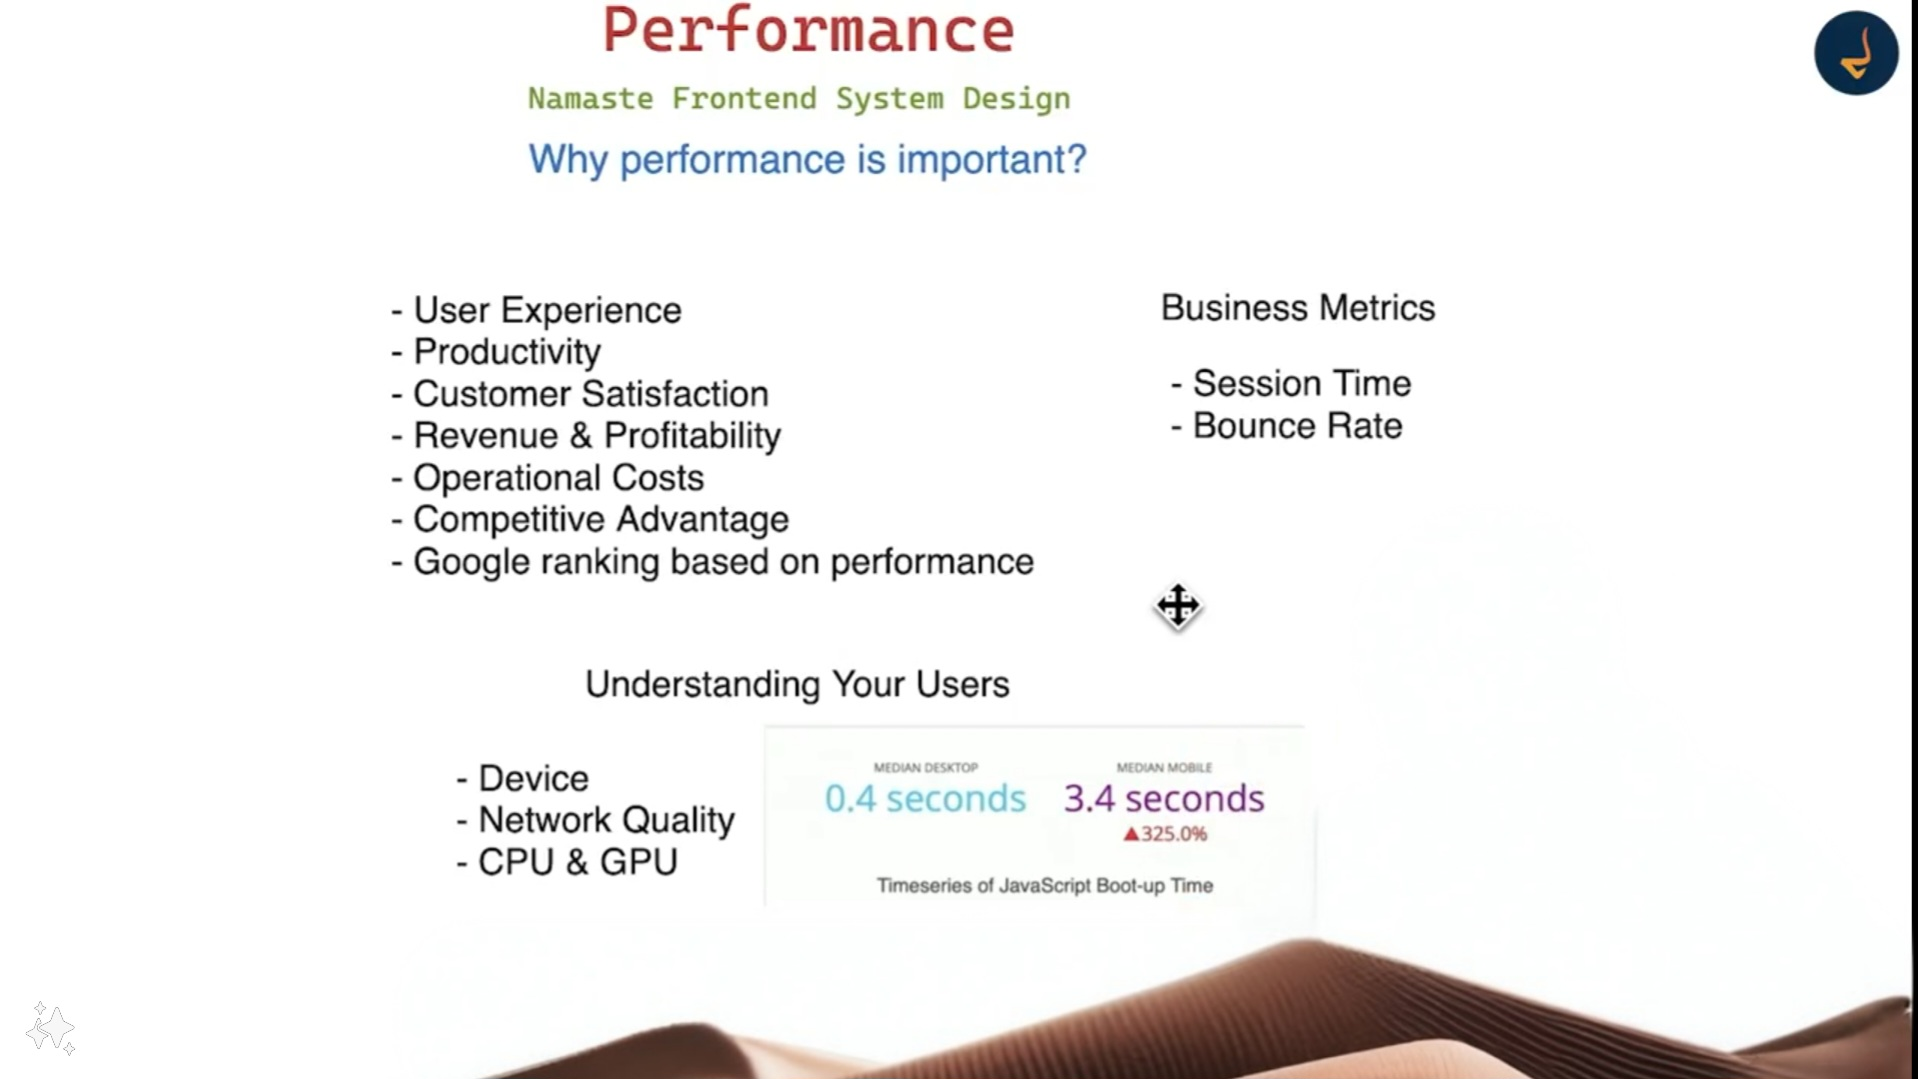 Performance
Namaste Frontend System Design
Why performance is important?
- User Experience
- Productivity
- Customer Satisfaction
- Revenue & Profitability
- Operational Costs
- Competitive Advantage
- Google ranking based on performance
Business Metrics
- Session Time
- Bounce Rate
Understanding Your Users
- Device
- Network Quality
- CPU & GPU
MEDIAN DESKTOP
0.4 seconds
MEDIAN MOBILE
3.4 seconds
▲325.0%
Timeseries of JavaScript Boot-up Time